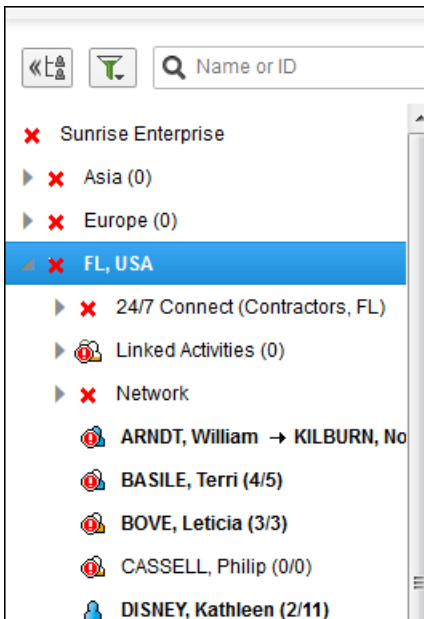 Name or ID
Sunrise Enterprise
Asia (0)
Europe (0)
FL, USA
24/7 Connect (Contractors, FL)
Linked Activities (0)
Network
ARNDT, William → KILBURN, No
BASILE, Terri (4/5)
BOVE, Leticia (3/3)
CASSELL, Philip (0/0)
DISNEY, Kathleen (2/11)